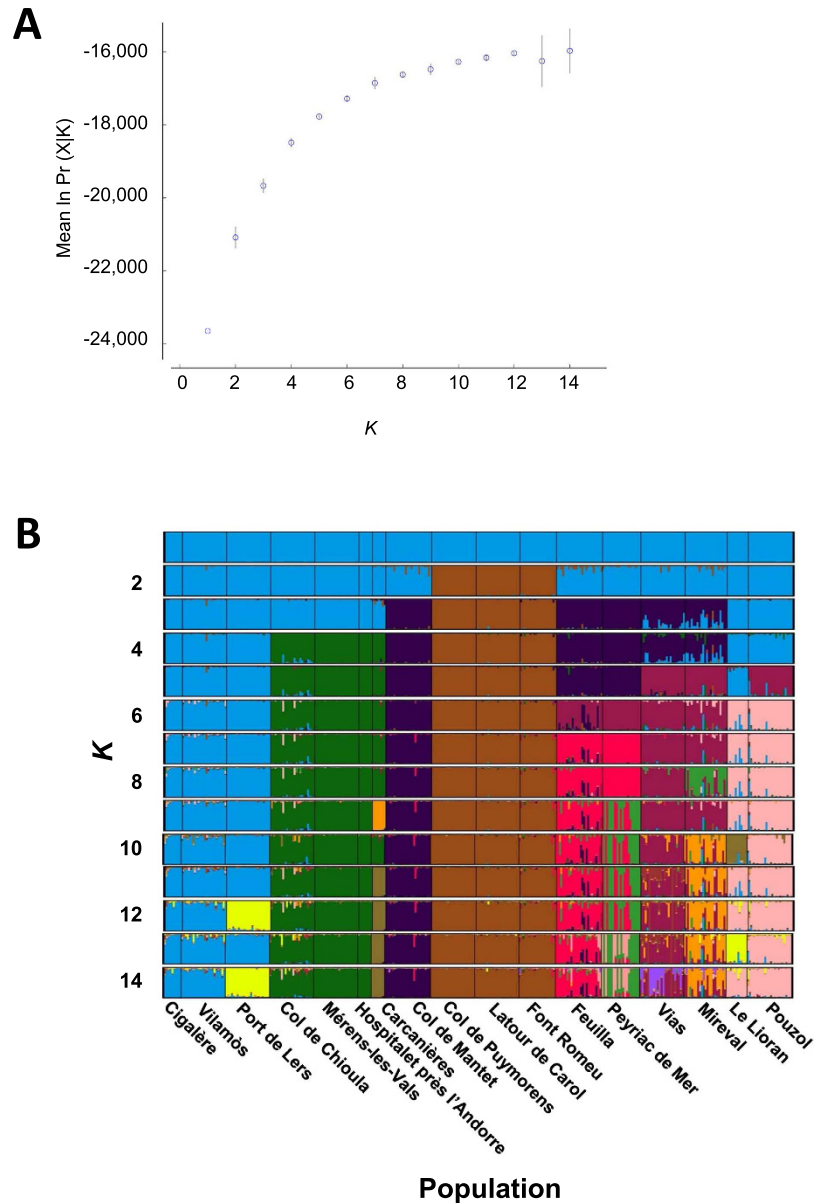 A
Mean ln Pr (X|K)
-16,000
-18,000
-20,000
-22,000
-24,000
0 2 4 6 8 10 12 14
K
B
K
2
4
6
8
10
12
14
Cigalère
Vilamòs
Port de Lers
Col de Chioula
Mérens-les-Vals
Hospitalet près l'Andorre
Carcanières
Col de Mantet
Col de Puymorens
Latour de Carol
Font Romeu
Feuilla
Peyriac de Mer
Vias
Mireval
Le Lioran
Pouzol
Population